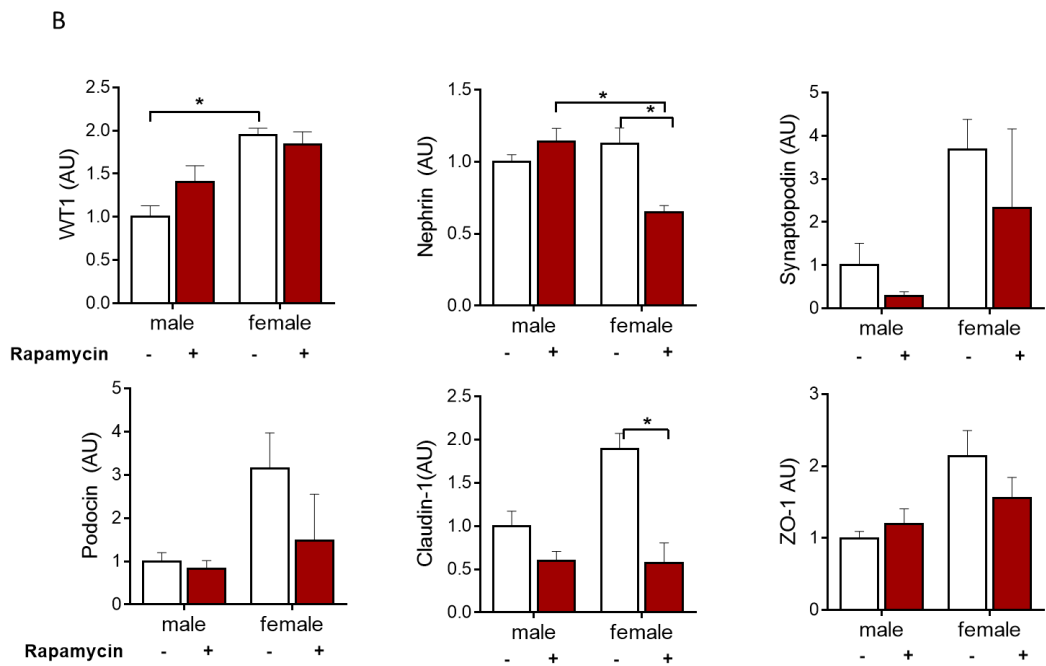 B
WT1 (AU)
2.5
2.0
1.5
1.0
0.5
0.0
*
male female
Rapamycin - + - +
Nephrin (AU)
1.5
1.0
0.5
0.0
*
*
male female
- + - +
Synaptopodin (AU)
5
4
3
2
1
0
male female
- + - +
Podocin (AU)
5
4
3
2
1
0
male female
Rapamycin - + - +
Claudin-1(AU)
2.5
2.0
1.5
1.0
0.5
0.0
*
male female
- + - +
ZO-1 AU)
3
2
1
0
male female
- + - +